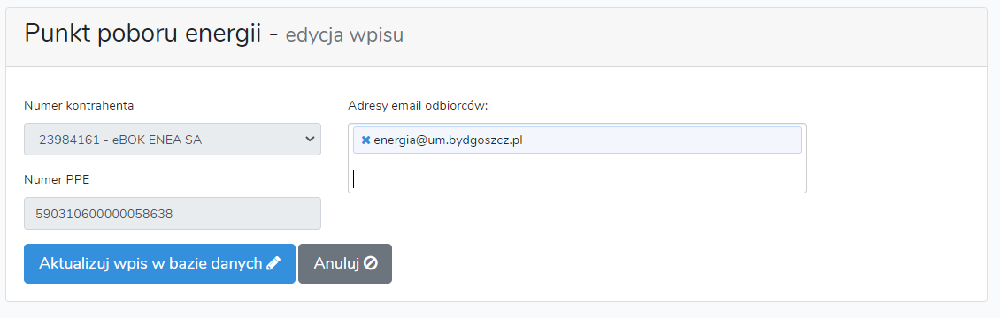 Punkt poboru energii - edycja wpisu
Numer kontrahenta
23984161 - eBOK ENEA SA
Numer PPE
590310600000058638
Adresy email odbiorców:
energia@um.bydgoszcz.pl
Aktualizuj wpis w bazie danych
Anuluj